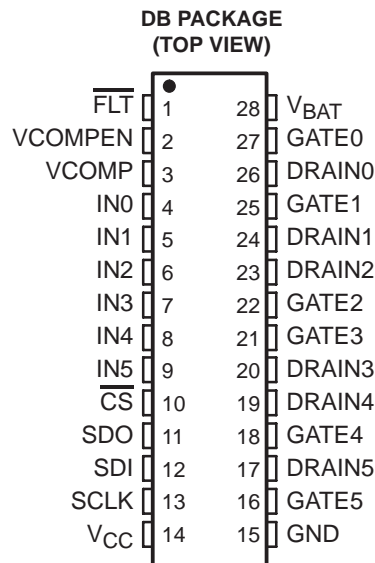 DB PACKAGE
(TOP VIEW)
FLT 1 28 VBAT
VCOMPEN 2 27 GATE0
VCOMP 3 26 DRAIN0
IN0 4 25 GATE1
IN1 5 24 DRAIN1
IN2 6 23 DRAIN2
IN3 7 22 GATE2
IN4 8 21 GATE3
IN5 9 20 DRAIN3
CS 10 19 DRAIN4
SDO 11 18 GATE4
SDI 12 17 DRAIN5
SCLK 13 16 GATE5
VCC 14 15 GND